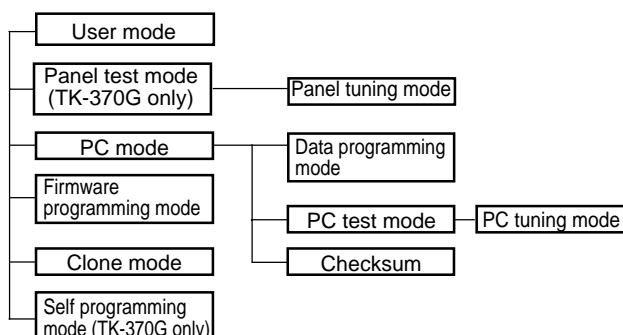 User mode
Panel test mode
(TK-370G only)
Panel tuning mode
PC mode
Data programming
mode
Firmware
programming mode
PC test mode
PC tuning mode
Clone mode
Checksum
Self programming
mode (TK-370G only)